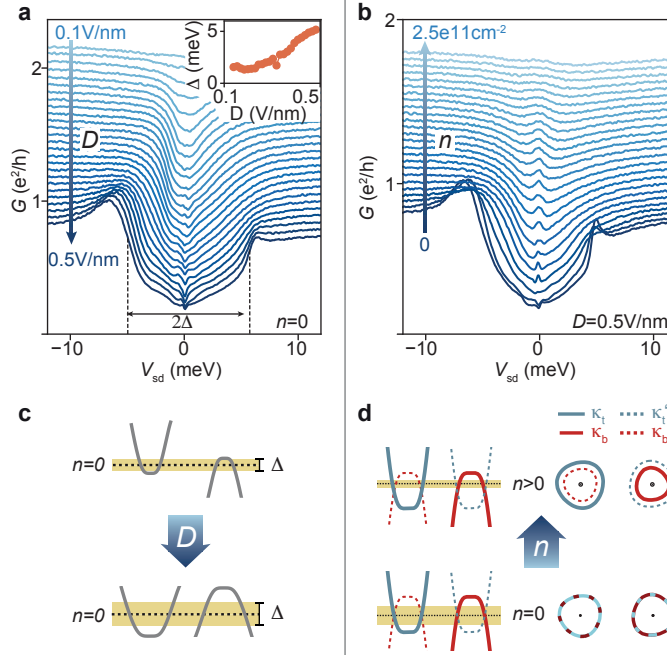 a
0.1V/nm
D
0.5V/nm
2Δ
n=0
G (e²/h)
2
1
−10
0
10
V_sd (meV)
Δ (meV)
5
0
0.1
0.5
D (V/nm)
b
2.5e11cm⁻²
n
0
D=0.5V/nm
G (e²/h)
2
1
−10
0
10
V_sd (meV)
c
n=0
Δ
D
n=0
Δ
d
κ_t
κ_b
n>0
n
n=0